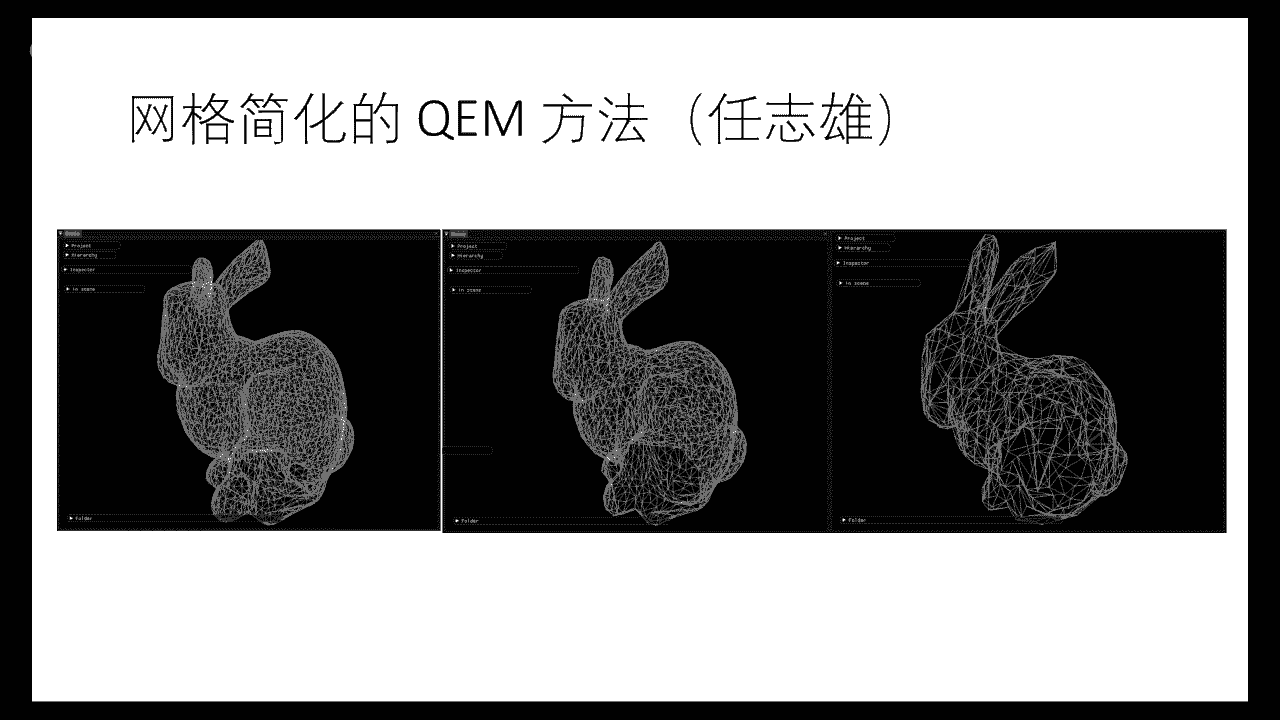 网格简化的 QEM 方法（任志雄）
Project
Hierarchy
Inspector
in scene
folder
Project
Hierarchy
Inspector
in scene
folder
Project
Hierarchy
Inspector
in scene
folder